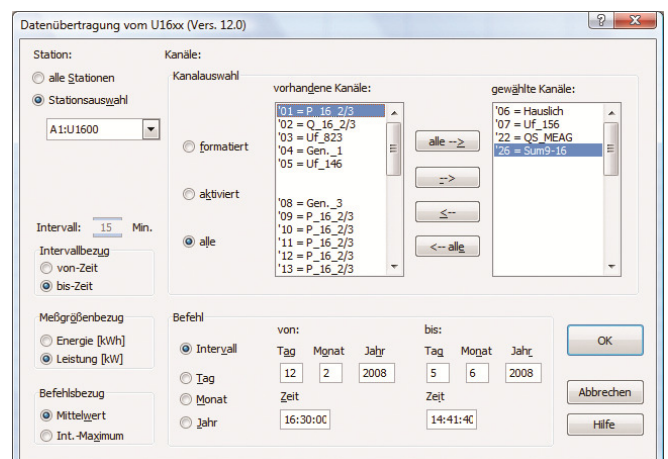 Datenübertragung vom U16xx (Vers. 12.0)
Station:
alle Stationen
Stationsauswahl
A1:U1600
Intervall: 15 Min.
Intervallbezug
von-Zeit
bis-Zeit
Meßgrößenbezug
Energie [kWh]
Leistung [kW]
Befehlsbezug
Mittelwert
Int.-Maximum
Kanäle:
Kanalauswahl
formatiert
aktiviert
alle
vorhandene Kanäle:
'01 = P_16_2/3
'02 = Q_16_2/3
'03 = Uf_823
'04 = Gen._1
'05 = Uf_146
'08 = Gen._3
'09 = P_16_2/3
'10 = P_16_2/3
'11 = P_16_2/3
'12 = P_16_2/3
'13 = P_16_2/3
alle -->
-->
<--
<-- alle
gewählte Kanäle:
'06 = Hauslich
'07 = Uf_156
'22 = QS_MEAG
'26 = Sum9-16
Befehl
Intervall
Tag
Monat
Jahr
von:
Tag Monat Jahr
12 2 2008
Zeit
16:30:00
bis:
Tag Monat Jahr
5 6 2008
Zeit
14:41:40
OK
Abbrechen
Hilfe